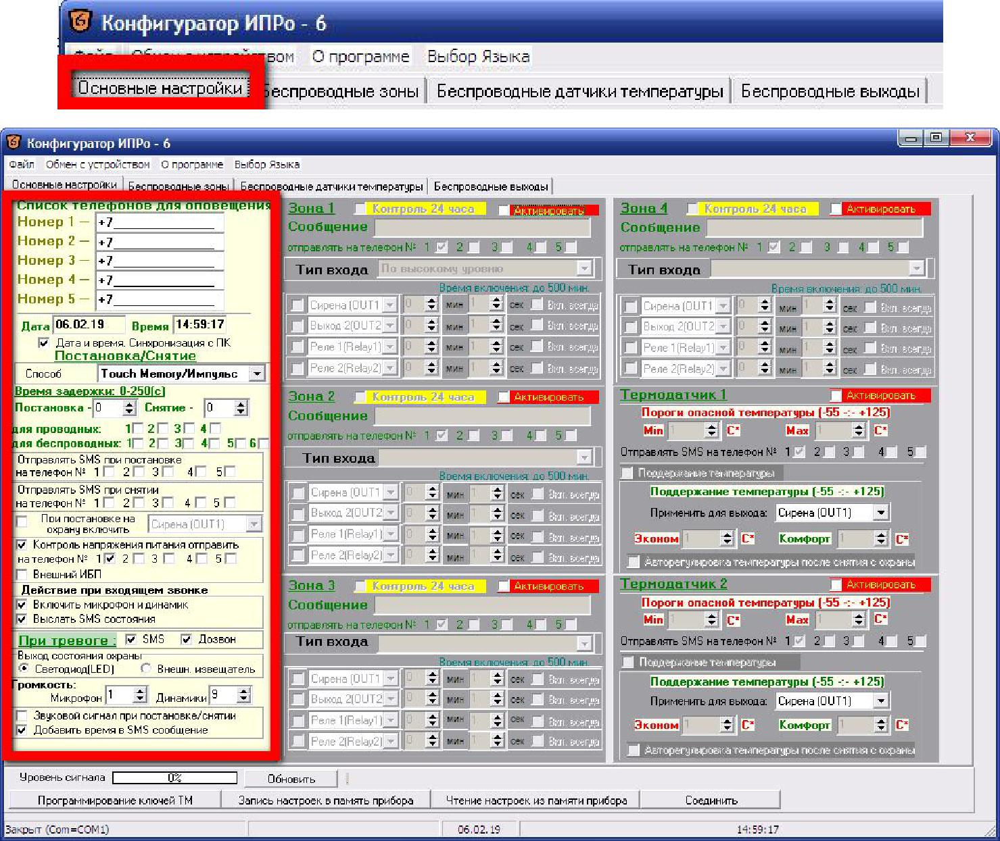 Конфигуратор ИПРо - 6
О программе Выбор Языка
Основные настройки Беспроводные зоны Беспроводные датчики температуры Беспроводные выходы
Конфигуратор ИПРо - 6
Файл Обмен с устройством О программе Выбор Языка
Основные настройки Беспроводные зоны Беспроводные датчики температуры Беспроводные выходы
Список телефонов для оповещения
Номер 1 – +7
Номер 2 – +7
Номер 3 – +7
Номер 4 – +7
Номер 5 – +7
Дата 06.02.19 Время 14:59:17
Дата и время. Синхронизация с ПК
Постановка/Снятие
Способ Touch Memory/Импульс
Время задержки: 0-250(с)
Постановка - 0 Снятие - 0
для проводных: 1 2 3 4
для беспроводных: 1 2 3 4 5 6
Отправлять SMS при постановке
на телефон № 1 2 3 4 5
Отправлять SMS при снятии
на телефон № 1 2 3 4 5
При постановке на
охрану включить Сирена (OUT1)
Контроль напряжения питания отправить
на телефон № 1 2 3 4 5
Внешний ИБП
Действие при входящем звонке
Включить микрофон и динамик
Выслать SMS состояния
При тревоге : SMS Дозвон
Выход состояния охраны
Светодиод(LED) Внешн. извещатель
Громкость:
Микрофон 1 Динамики 9
Звуковой сигнал при постановке/снятии
Добавить время в SMS сообщение
Зона 1 Контроль 24 часа Активировать
Сообщение
отправлять на телефон № 1 2 3 4 5
Тип входа По высокому уровню
Время включения: до 500 мин.
Сирена (OUT1 0 мин 1 сек Вкл. всегда
Выход 2(OUT2 0 мин 1 сек Вкл. всегда
Реле 1(Relay1) 0 мин 1 сек Вкл. всегда
Реле 2(Relay2) 0 мин 1 сек Вкл. всегда
Зона 2 Контроль 24 часа Активировать
Сообщение
отправлять на телефон № 1 2 3 4 5
Тип входа
Время включения: до 500 мин.
Сирена (OUT1 0 мин 1 сек Вкл. всегда
Выход 2(OUT2 0 мин 1 сек Вкл. всегда
Реле 1(Relay1) 0 мин 1 сек Вкл. всегда
Реле 2(Relay2) 0 мин 1 сек Вкл. всегда
Зона 3 Контроль 24 часа Активировать
Сообщение
отправлять на телефон № 1 2 3 4 5
Тип входа
Время включения: до 500 мин.
Сирена (OUT1 0 мин 1 сек Вкл. всегда
Выход 2(OUT2 0 мин 1 сек Вкл. всегда
Реле 1(Relay1) 0 мин 1 сек Вкл. всегда
Реле 2(Relay2) 0 мин 1 сек Вкл. всегда
Зона 4 Контроль 24 часа Активировать
Сообщение
отправлять на телефон № 1 2 3 4 5
Тип входа
Время включения: до 500 мин.
Сирена (OUT1 0 мин 1 сек Вкл. всегда
Выход 2(OUT2 0 мин 1 сек Вкл. всегда
Реле 1(Relay1) 0 мин 1 сек Вкл. всегда
Реле 2(Relay2) 0 мин 1 сек Вкл. всегда
Термодатчик 1 Активировать
Пороги опасной температуры (-55 -:- +125)
Min 1 С* Max 1 С*
Отправлять SMS на телефон № 1 2 3 4 5
Поддержание температуры
Поддержание температуры (-55 -:- +125)
Применить для выхода: Сирена (OUT1)
Эконом 1 С* Комфорт 1 С*
Авторегулировка температуры после снятия с охраны
Термодатчик 2 Активировать
Пороги опасной температуры (-55 -:- +125)
Min 1 С* Max 1 С*
Отправлять SMS на телефон № 1 2 3 4 5
Поддержание температуры
Поддержание температуры (-55 -:- +125)
Применить для выхода: Сирена (OUT1)
Эконом 1 С* Комфорт 1 С*
Авторегулировка температуры после снятия с охраны
Уровень сигнала 0% Обновить
Программирование ключей ТМ Запись настроек в память прибора Чтение настроек из памяти прибора Соединить
Закрыт (Com=COM1) 06.02.19 14:59:17